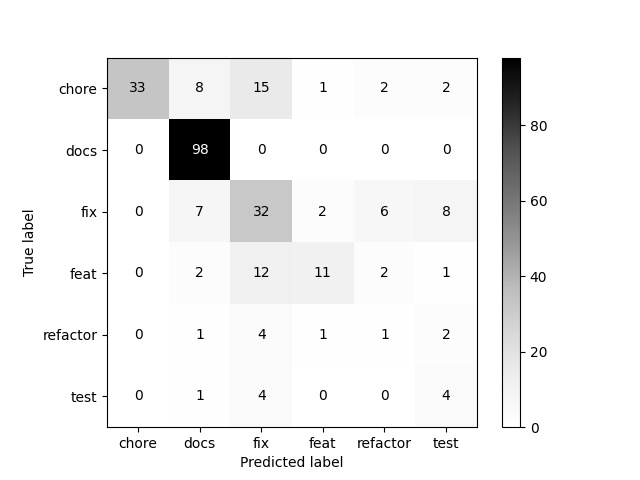 chore 33 8 15 1 2 2
docs 0 98 0 0 0 0
fix 0 7 32 2 6 8
feat 0 2 12 11 2 1
refactor 0 1 4 1 1 2
test 0 1 4 0 0 4
chore docs fix feat refactor test
Predicted label
True label
80
60
40
20
0